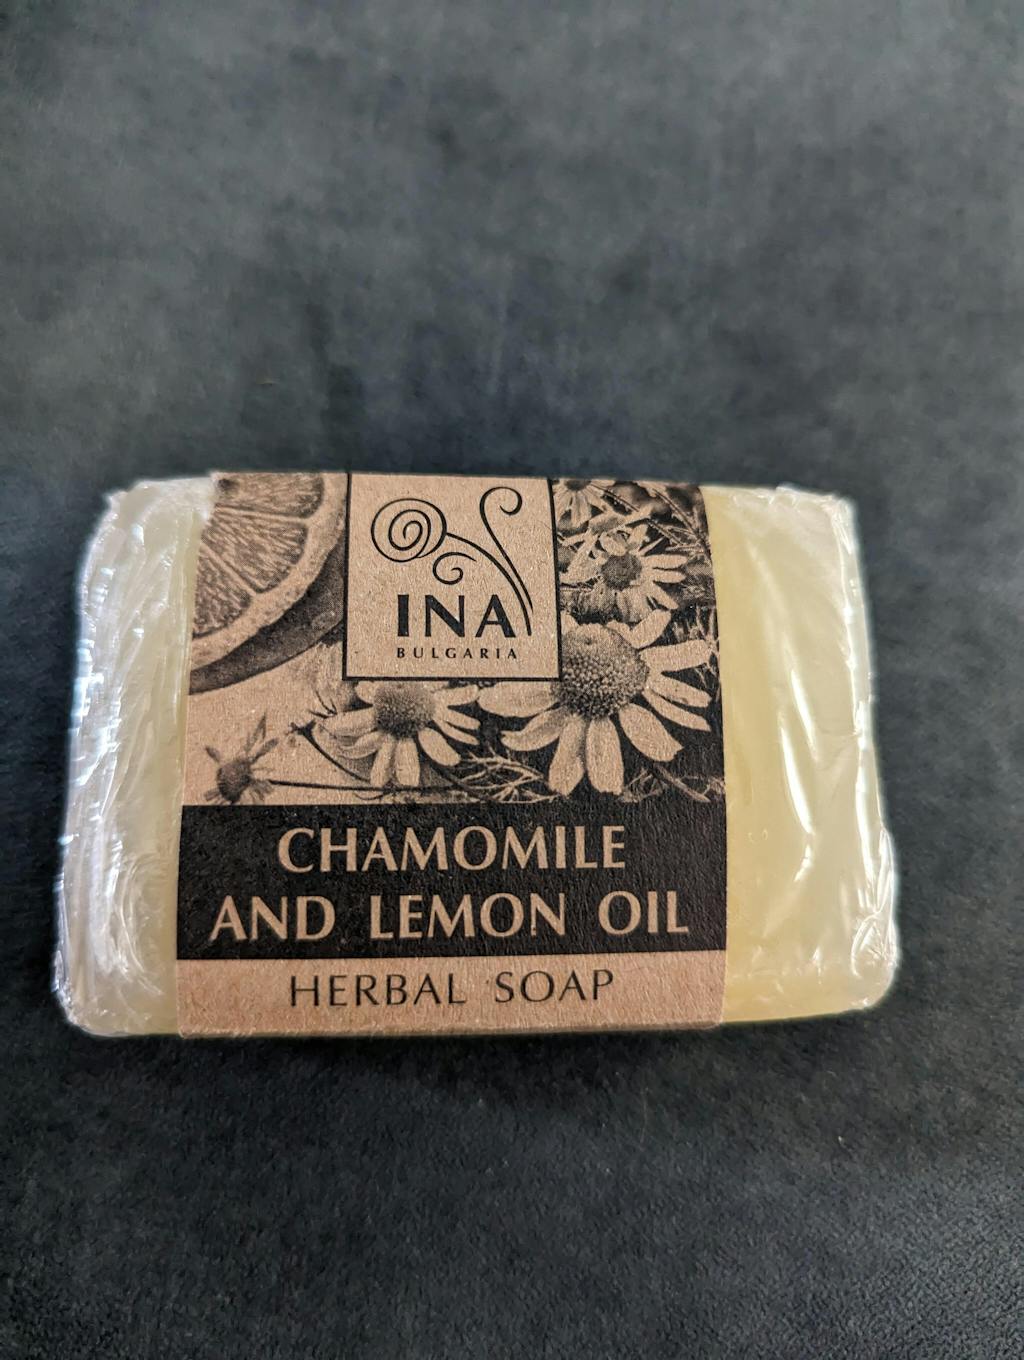 INA
BULGARIA
CHAMOMILE
AND LEMON OIL
HERBAL SOAP